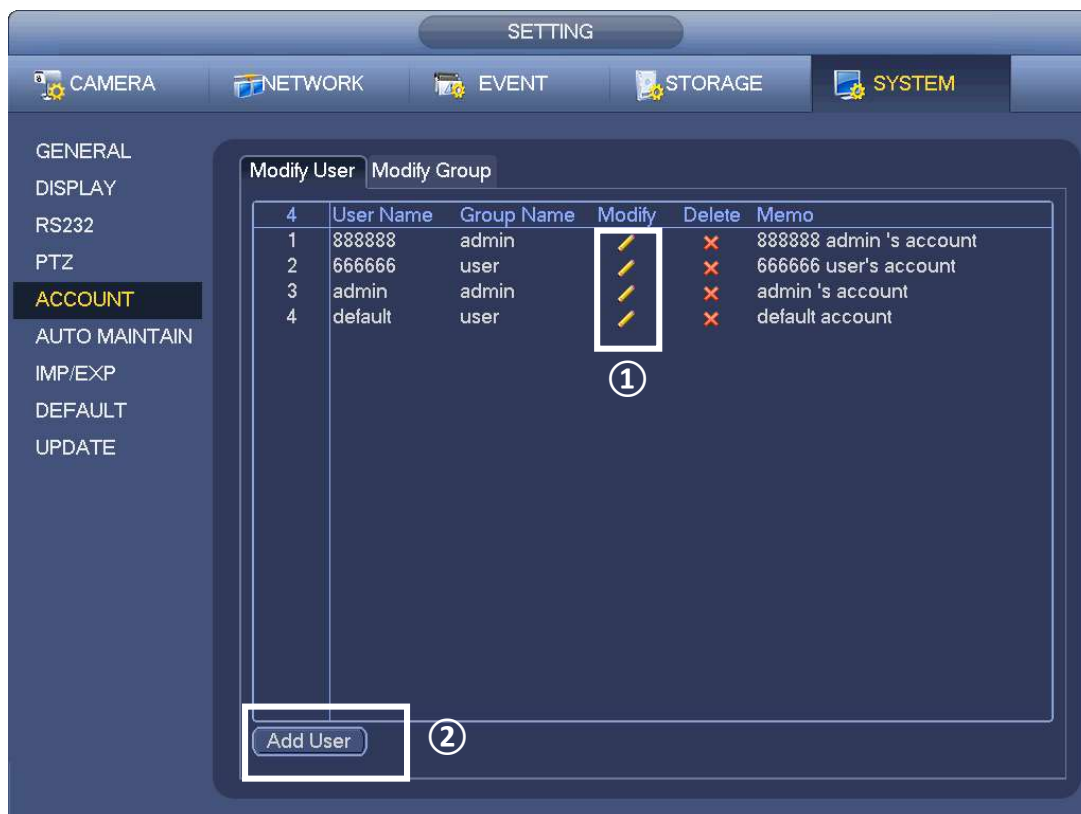 SETTING
CAMERA NETWORK EVENT STORAGE SYSTEM
GENERAL
DISPLAY
RS232
PTZ
ACCOUNT
AUTO MAINTAIN
IMP/EXP
DEFAULT
UPDATE
Modify User Modify Group
4 User Name Group Name Modify Delete Memo
1 888888 admin 888888 admin 's account
2 666666 user 666666 user's account
3 admin admin admin 's account
4 default user default account
①
Add User ②